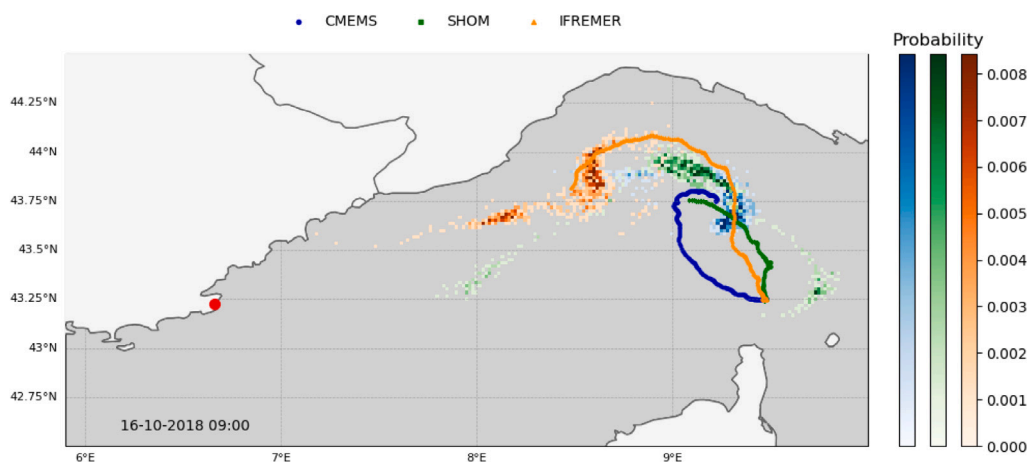 CMEMS SHOM IFREMER
Probability
44.25°N
44°N
43.75°N
43.5°N
43.25°N
43°N
42.75°N
16-10-2018 09:00
6°E 7°E 8°E 9°E
0.008
0.007
0.006
0.005
0.004
0.003
0.002
0.001
0.000